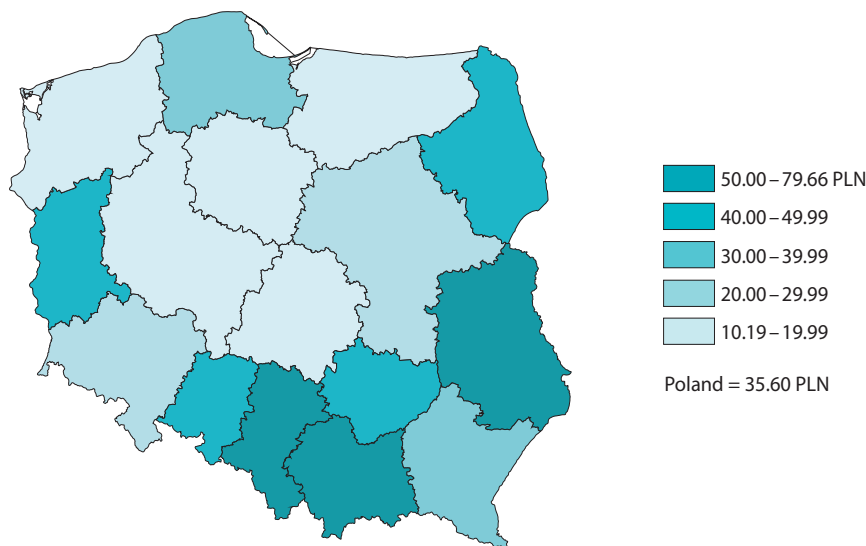 50.00 – 79.66 PLN
40.00 – 49.99
30.00 – 39.99
20.00 – 29.99
10.19 – 19.99
Poland = 35.60 PLN